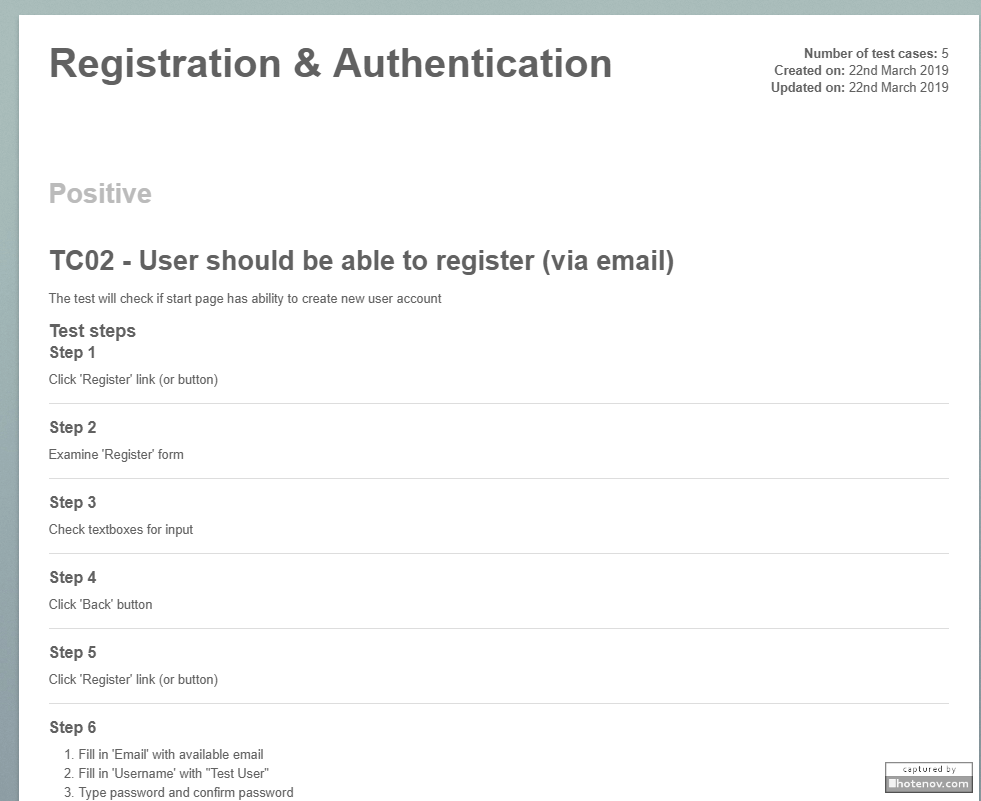 Registration & Authentication
Number of test cases: 5
Created on: 22nd March 2019
Updated on: 22nd March 2019
Positive
TC02 - User should be able to register (via email)
The test will check if start page has ability to create new user account
Test steps
Step 1
Click 'Register' link (or button)
Step 2
Examine 'Register' form
Step 3
Check textboxes for input
Step 4
Click 'Back' button
Step 5
Click 'Register' link (or button)
Step 6
1. Fill in 'Email' with available email
2. Fill in 'Username' with "Test User"
3. Type password and confirm password
captured by
hotenov.com